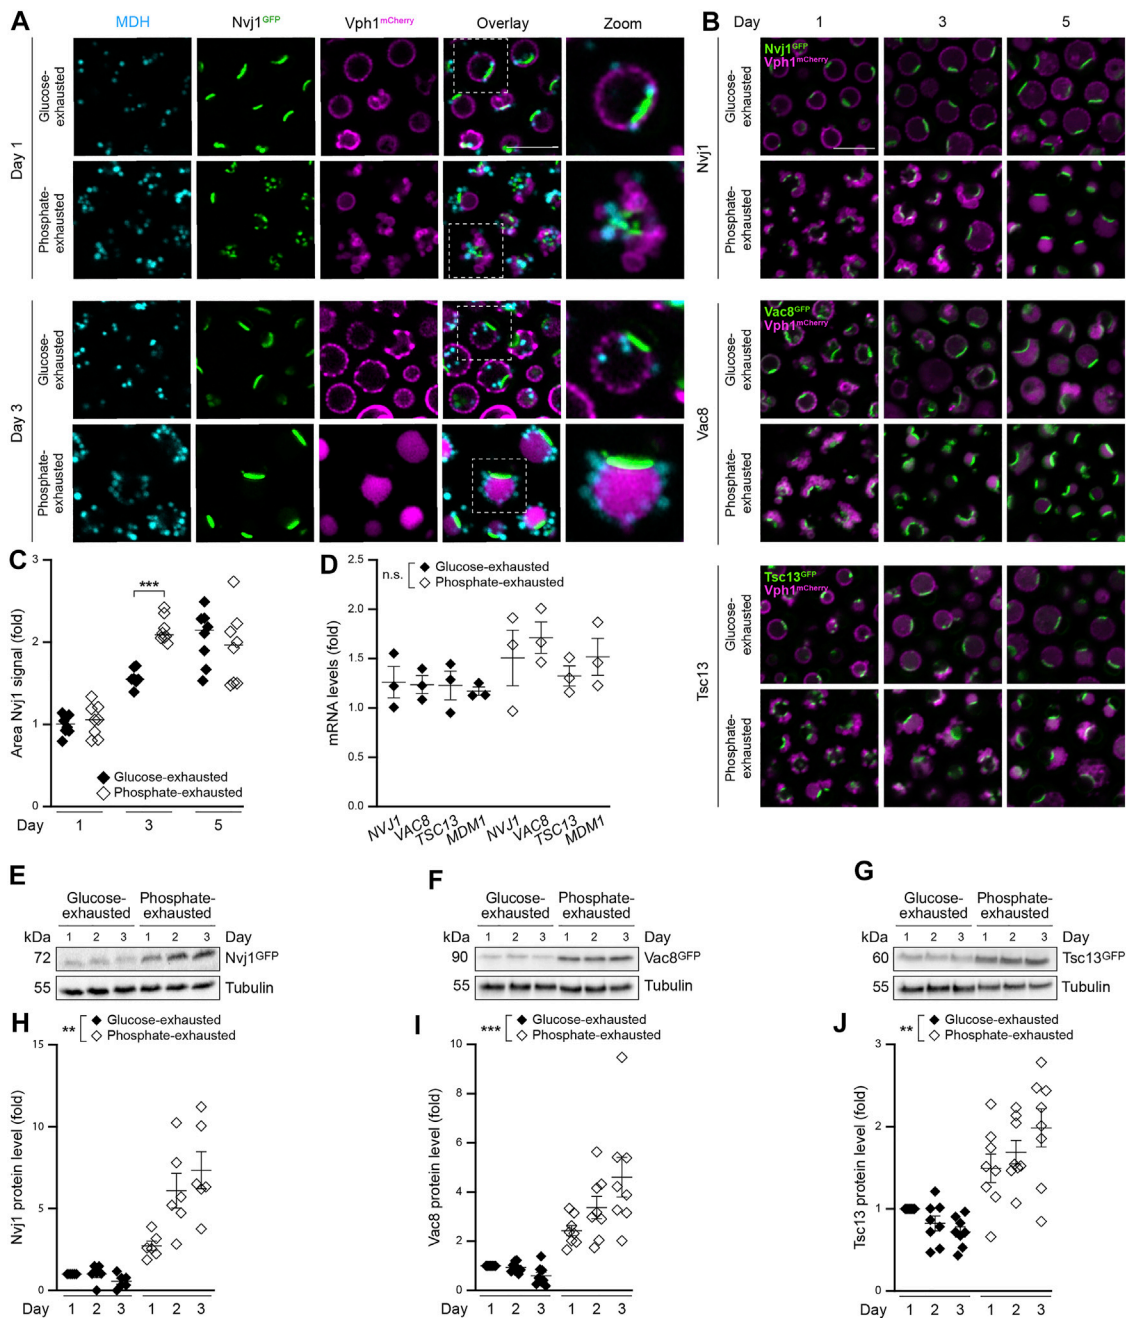 A
MDH Nvj1GFP Vph1mCherry Overlay Zoom
Day 1
Glucose-
exhausted
Phosphate-
exhausted
Day 3
Glucose-
exhausted
Phosphate-
exhausted
B
Day 1 3 5
Nvj1
Glucose-
exhausted
Nvj1GFP
Vph1mCherry
Phosphate-
exhausted
Vac8
Glucose-
exhausted
Vac8GFP
Vph1mCherry
Phosphate-
exhausted
Tsc13
Glucose-
exhausted
Tsc13GFP
Vph1mCherry
Phosphate-
exhausted
C
Area Nvj1 signal (fold)
3
2
1
0
***
Glucose-exhausted
Phosphate-exhausted
Day 1 3 5
D
mRNA levels (fold)
2.5
2.0
1.5
1.0
0.5
0.0
n.s.
Glucose-exhausted
Phosphate-exhausted
NVJ1 VAC8 TSC13 MDM1 NVJ1 VAC8 TSC13 MDM1
E
Glucose-
exhausted
Phosphate-
exhausted
kDa 1 2 3 1 2 3 Day
72 Nvj1GFP
55 Tubulin
F
Glucose-
exhausted
Phosphate-
exhausted
kDa 1 2 3 1 2 3 Day
90 Vac8GFP
55 Tubulin
G
Glucose-
exhausted
Phosphate-
exhausted
kDa 1 2 3 1 2 3 Day
60 Tsc13GFP
55 Tubulin
H
**
Glucose-exhausted
Phosphate-exhausted
Nvj1 protein level (fold)
15
10
5
0
Day 1 2 3 1 2 3
I
***
Glucose-exhausted
Phosphate-exhausted
Vac8 protein level (fold)
10
8
6
4
2
0
Day 1 2 3 1 2 3
J
**
Glucose-exhausted
Phosphate-exhausted
Tsc13 protein level (fold)
3
2
1
0
Day 1 2 3 1 2 3